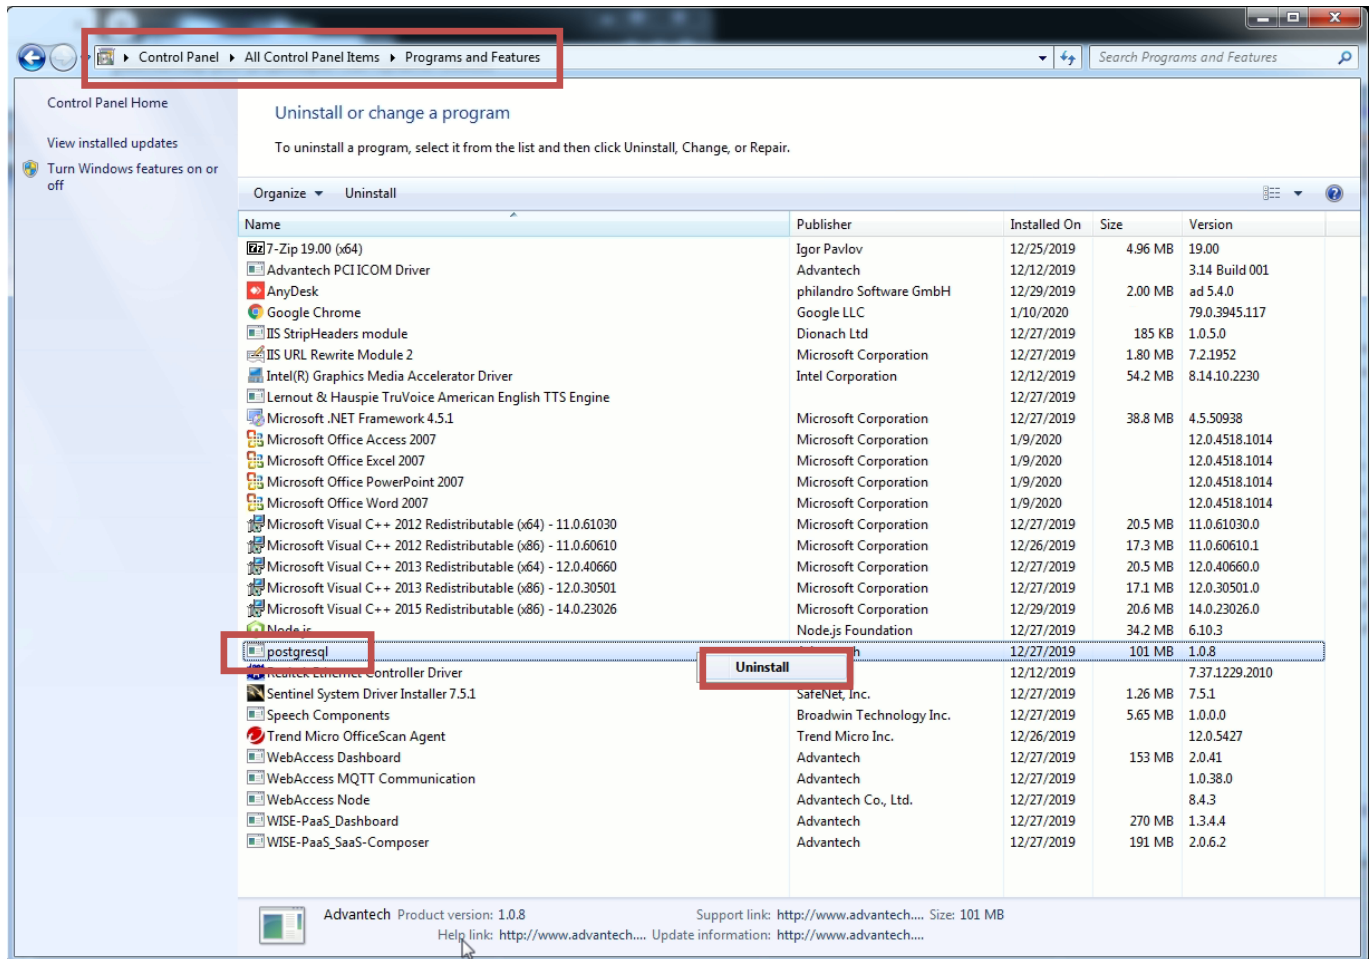 Control Panel ▸ All Control Panel Items ▸ Programs and Features
Search Programs and Features
Control Panel Home
View installed updates
Turn Windows features on or
off
Uninstall or change a program
To uninstall a program, select it from the list and then click Uninstall, Change, or Repair.
Organize Uninstall
Name Publisher Installed On Size Version
7-Zip 19.00 (x64) Igor Pavlov 12/25/2019 4.96 MB 19.00
Advantech PCI ICOM Driver Advantech 12/12/2019 3.14 Build 001
AnyDesk philandro Software GmbH 12/29/2019 2.00 MB ad 5.4.0
Google Chrome Google LLC 1/10/2020 79.0.3945.117
IIS StripHeaders module Dionach Ltd 12/27/2019 185 KB 1.0.5.0
IIS URL Rewrite Module 2 Microsoft Corporation 12/27/2019 1.80 MB 7.2.1952
Intel(R) Graphics Media Accelerator Driver Intel Corporation 12/12/2019 54.2 MB 8.14.10.2230
Lernout & Hauspie TruVoice American English TTS Engine 12/27/2019
Microsoft .NET Framework 4.5.1 Microsoft Corporation 12/27/2019 38.8 MB 4.5.50938
Microsoft Office Access 2007 Microsoft Corporation 1/9/2020 12.0.4518.1014
Microsoft Office Excel 2007 Microsoft Corporation 1/9/2020 12.0.4518.1014
Microsoft Office PowerPoint 2007 Microsoft Corporation 1/9/2020 12.0.4518.1014
Microsoft Office Word 2007 Microsoft Corporation 1/9/2020 12.0.4518.1014
Microsoft Visual C++ 2012 Redistributable (x64) - 11.0.61030 Microsoft Corporation 12/27/2019 20.5 MB 11.0.61030.0
Microsoft Visual C++ 2012 Redistributable (x86) - 11.0.60610 Microsoft Corporation 12/26/2019 17.3 MB 11.0.60610.1
Microsoft Visual C++ 2013 Redistributable (x64) - 12.0.40660 Microsoft Corporation 12/27/2019 20.5 MB 12.0.40660.0
Microsoft Visual C++ 2013 Redistributable (x86) - 12.0.30501 Microsoft Corporation 12/27/2019 17.1 MB 12.0.30501.0
Microsoft Visual C++ 2015 Redistributable (x86) - 14.0.23026 Microsoft Corporation 12/29/2019 20.6 MB 14.0.23026.0
Node.js Node.js Foundation 12/27/2019 34.2 MB 6.10.3
postgresql 12/27/2019 101 MB 1.0.8
Uninstall
Realtek Ethernet Controller Driver 12/12/2019 7.37.1229.2010
Sentinel System Driver Installer 7.5.1 SafeNet, Inc. 12/27/2019 1.26 MB 7.5.1
Speech Components Broadwin Technology Inc. 12/27/2019 5.65 MB 1.0.0.0
Trend Micro OfficeScan Agent Trend Micro Inc. 12/26/2019 12.0.5427
WebAccess Dashboard Advantech 12/27/2019 153 MB 2.0.41
WebAccess MQTT Communication Advantech 12/27/2019 1.0.38.0
WebAccess Node Advantech Co., Ltd. 12/27/2019 8.4.3
WISE-PaaS_Dashboard Advantech 12/27/2019 270 MB 1.3.4.4
WISE-PaaS_SaaS-Composer Advantech 12/27/2019 191 MB 2.0.6.2
Advantech Product version: 1.0.8 Support link: http://www.advantech.... Size: 101 MB
Help link: http://www.advantech.... Update information: http://www.advantech....